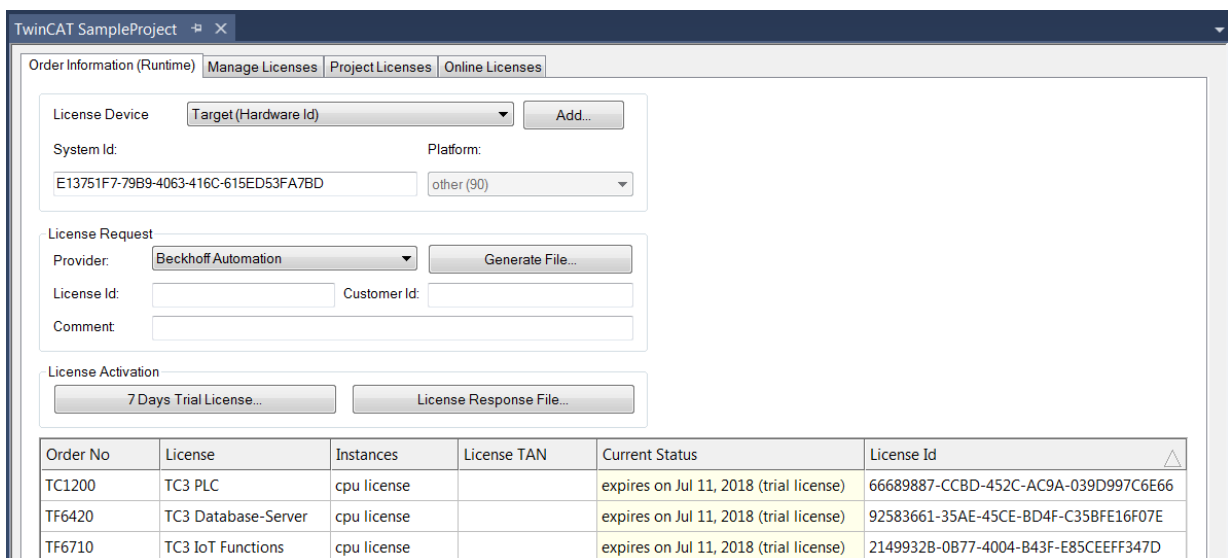 TwinCAT SampleProject
Order Information (Runtime) Manage Licenses Project Licenses Online Licenses
License Device Target (Hardware Id) Add...
System Id: Platform:
E13751F7-79B9-4063-416C-615ED53FA7BD other (90)
License Request
Provider: Beckhoff Automation Generate File...
License Id: Customer Id:
Comment:
License Activation
7 Days Trial License... License Response File...
Order No License Instances License TAN Current Status License Id
TC1200 TC3 PLC cpu license expires on Jul 11, 2018 (trial license) 66689887-CCBD-452C-AC9A-039D997C6E66
TF6420 TC3 Database-Server cpu license expires on Jul 11, 2018 (trial license) 92583661-35AE-45CE-BD4F-C35BFE16F07E
TF6710 TC3 IoT Functions cpu license expires on Jul 11, 2018 (trial license) 2149932B-0B77-4004-B43F-E85CEEFF347D